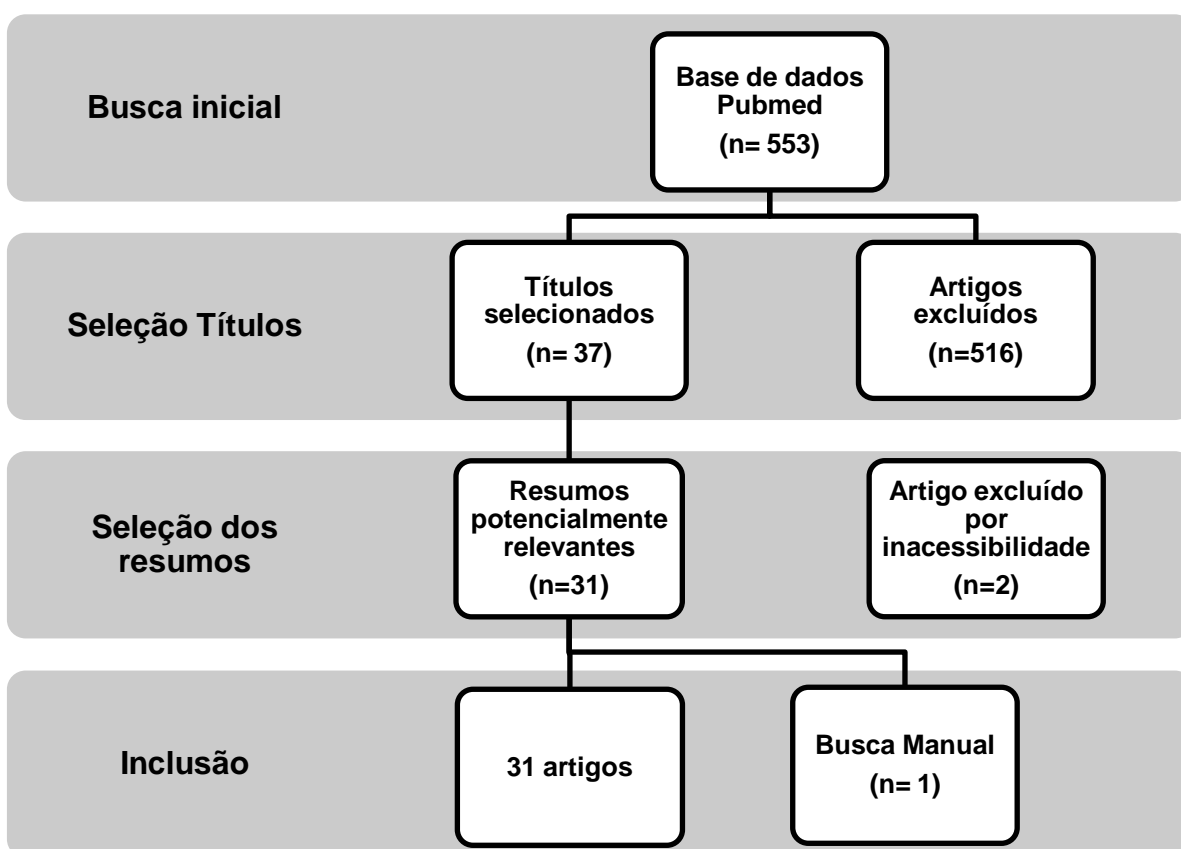 Busca inicial
Base de dados
Pubmed
(n= 553)
Seleção Títulos
Títulos
selecionados
(n= 37)
Artigos
excluídos
(n=516)
Seleção dos
resumos
Resumos
potencialmente
relevantes
(n=31)
Artigo excluído
por
inacessibilidade
(n=2)
Inclusão
31 artigos
Busca Manual
(n= 1)